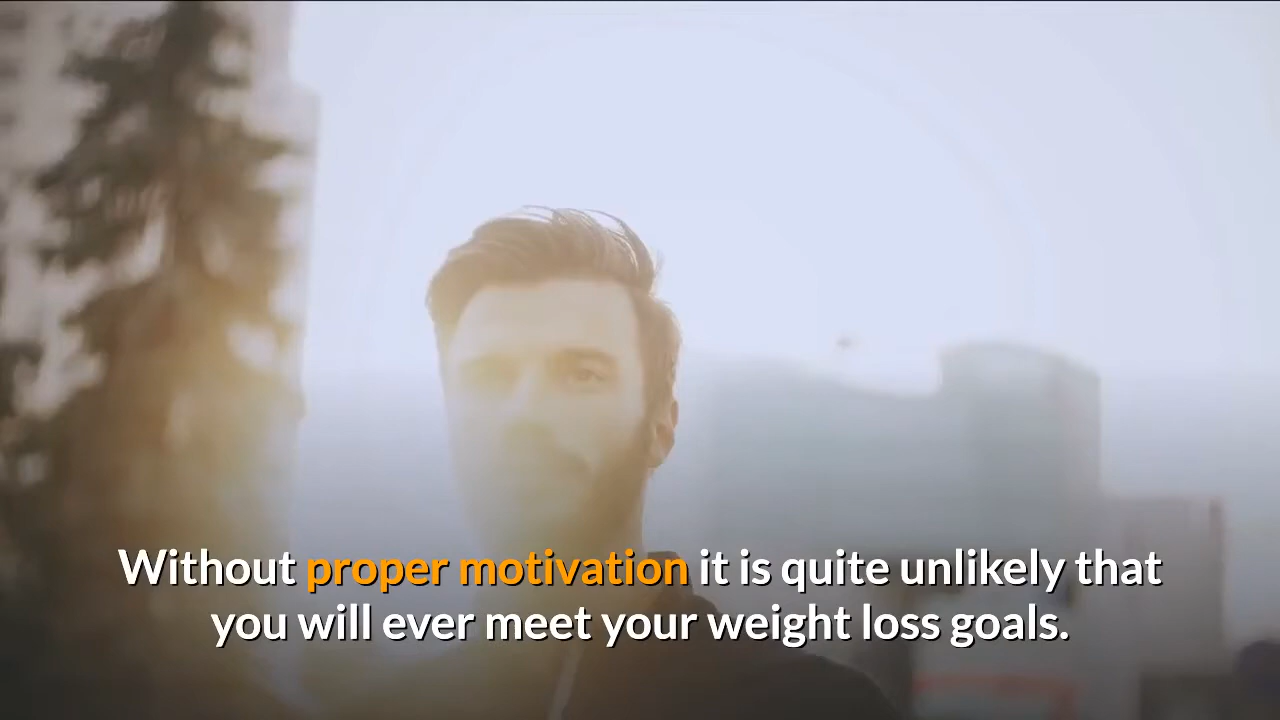 Without proper motivation it is quite unlikely that
you will ever meet your weight loss goals.